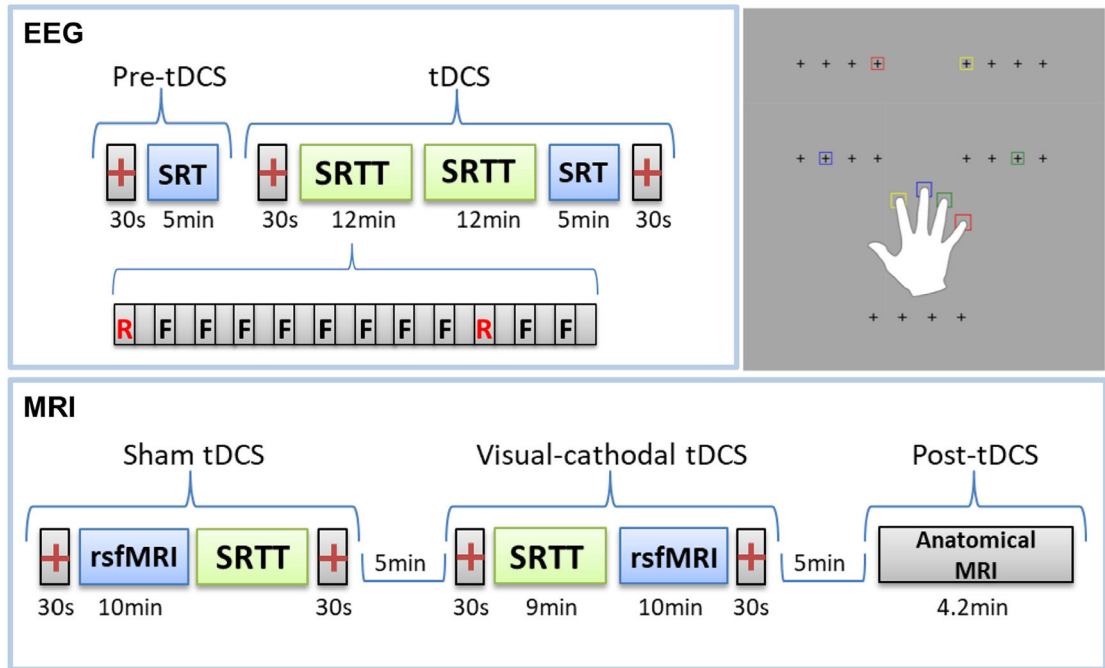 EEG
Pre-tDCS tDCS
SRT SRTT SRTT SRT
30s 5min 30s 12min 12min 5min 30s
R F F F F F F F F R F F
MRI
Sham tDCS Visual-cathodal tDCS Post-tDCS
rsfMRI SRTT 5min SRTT rsfMRI 5min Anatomical
MRI
30s 10min 30s 30s 9min 10min 30s 4.2min